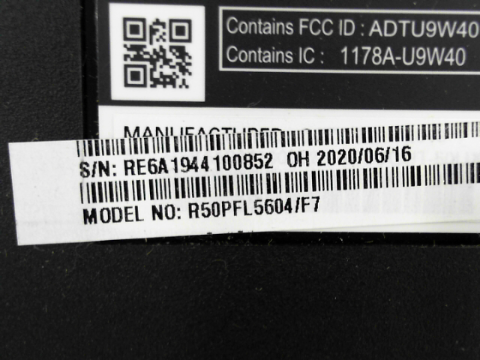 Contains FCC ID : ADTU9W40
Contains IC : 1178A-U9W40
S/N: RE6A1944100852 OH 2020/06/16
MODEL NO: R50PFL5604/F7